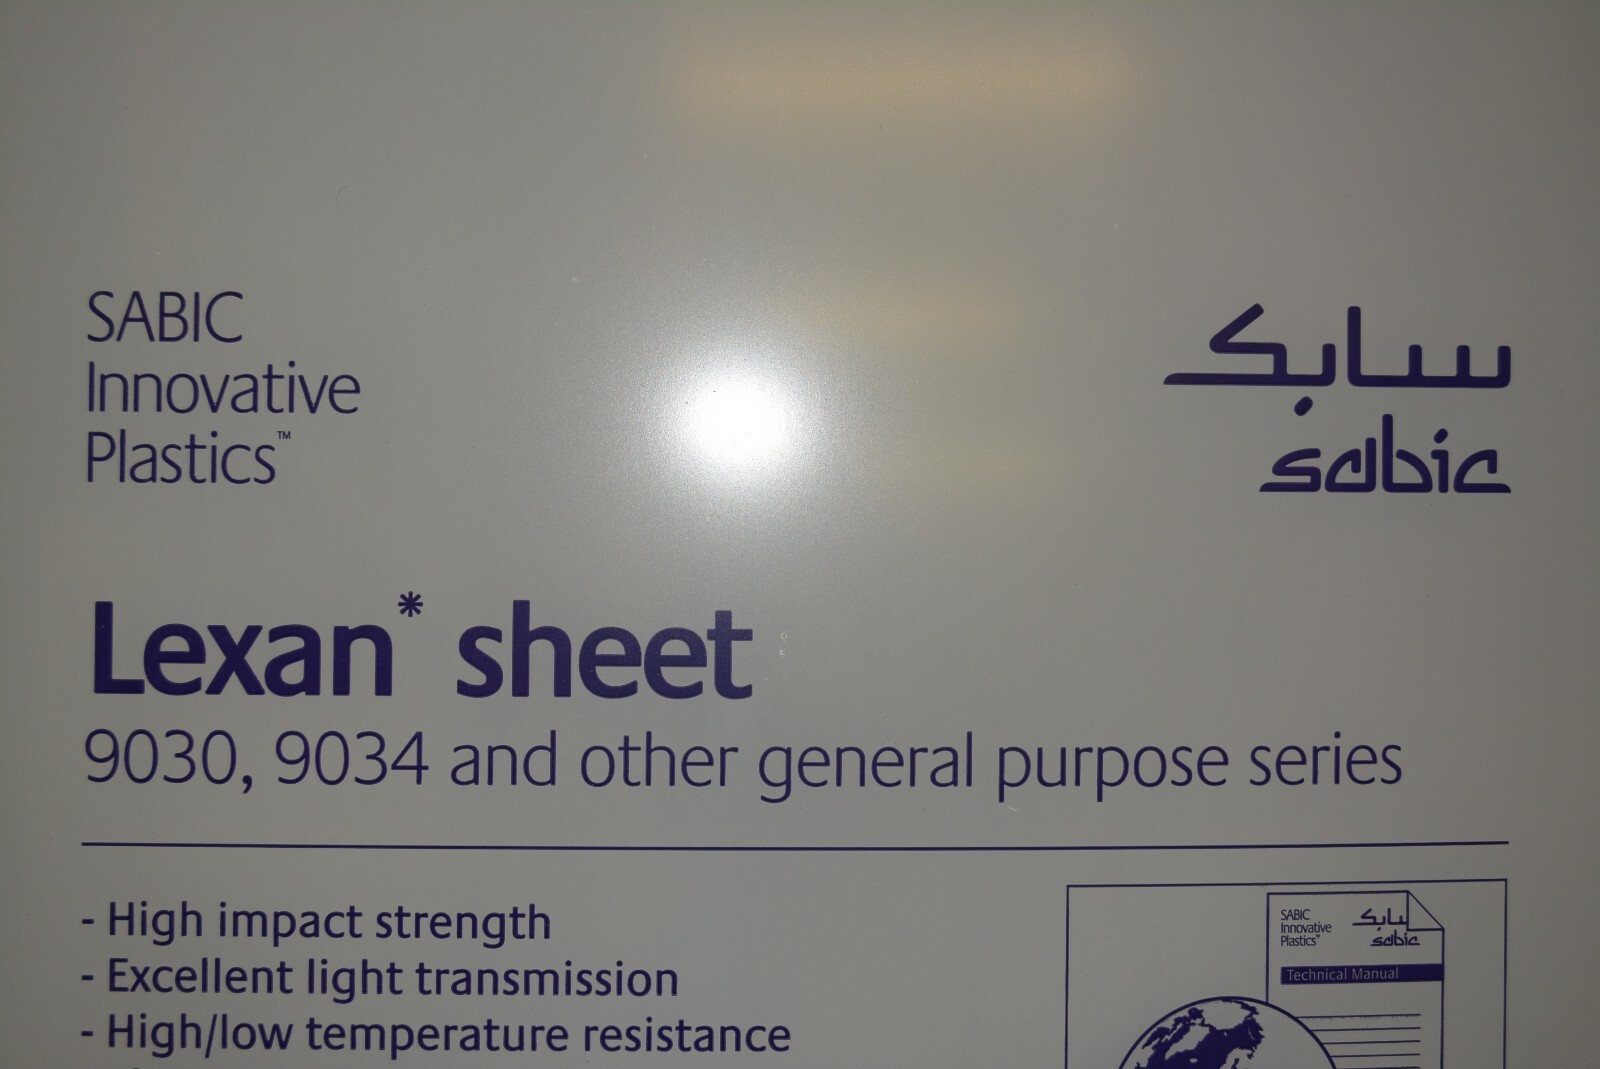 SABIC
Innovative
Plastics™
سابك
sabic
Lexan* sheet
9030, 9034 and other general purpose series
- High impact strength
- Excellent light transmission
- High/low temperature resistance
SABIC
Innovative
Plastics™
سابك
sabic
Technical Manual